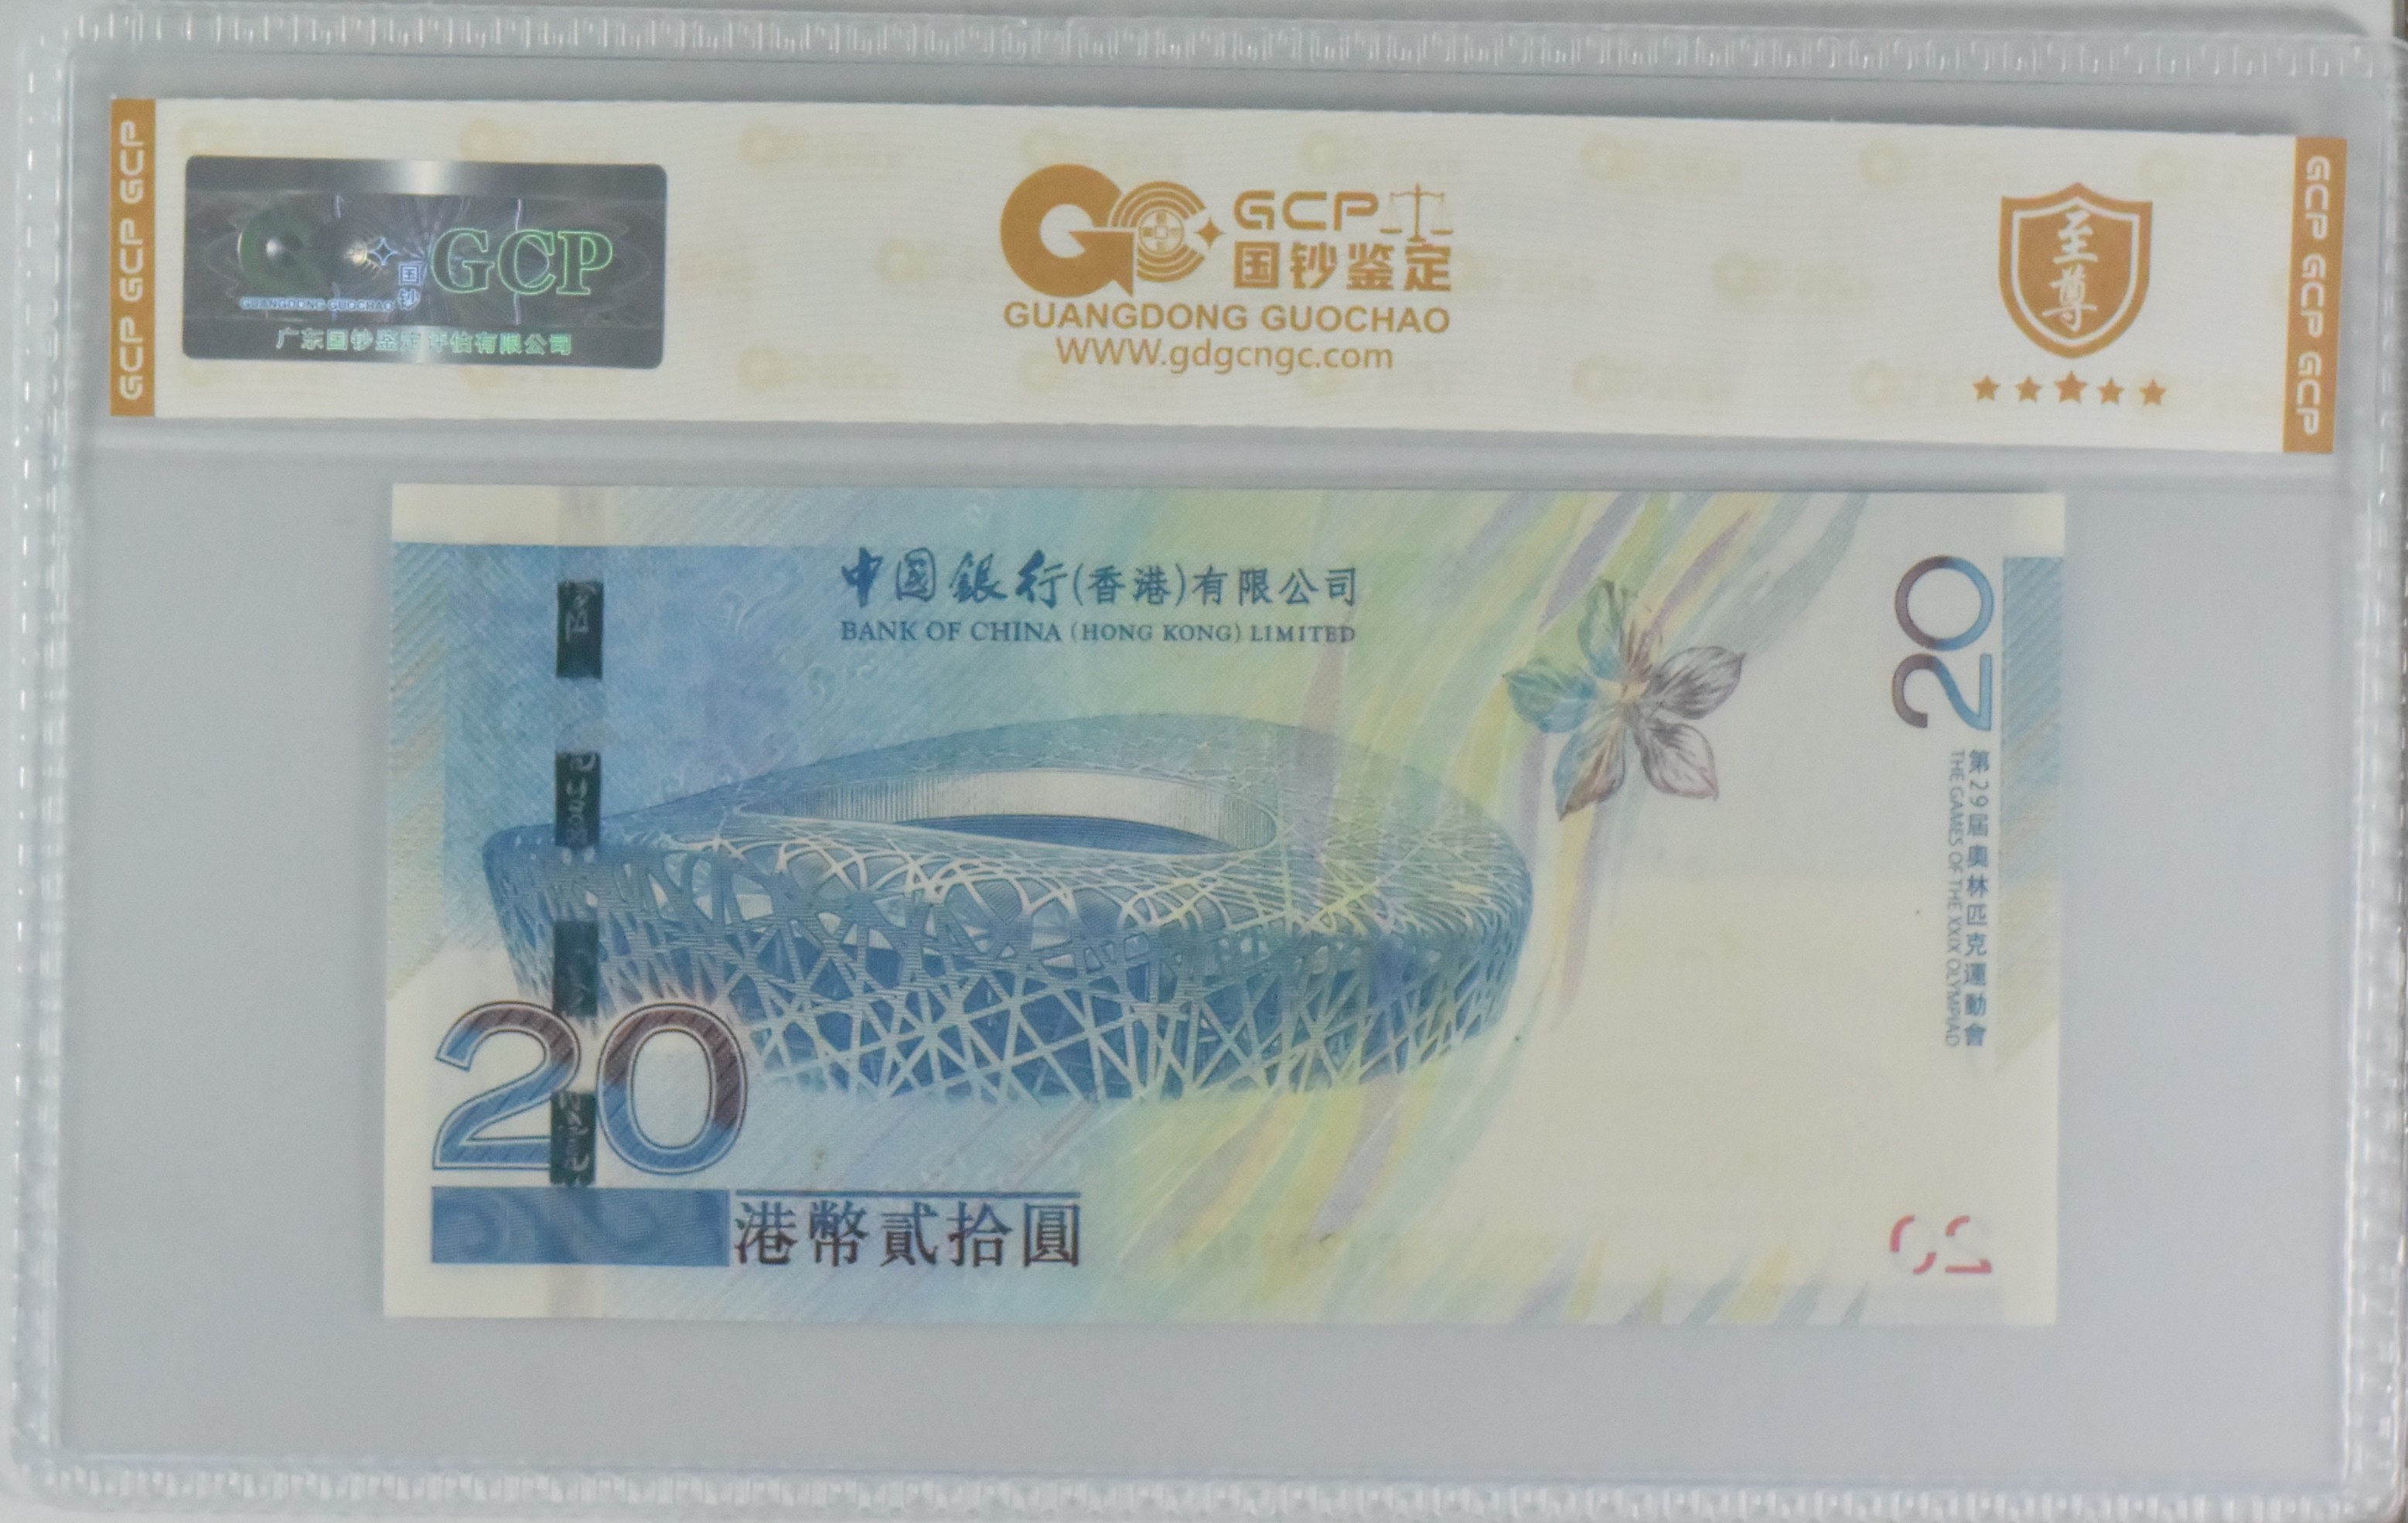 GCP GCP GCP
GCP
国钞
GUANGDONG GUOCHAO
广东国钞鉴定评估有限公司
GCP
国钞鉴定
GUANGDONG GUOCHAO
WWW.gdgcngc.com
至尊
GCP GCP GCP
中國銀行(香港)有限公司
BANK OF CHINA (HONG KONG) LIMITED
20
第29屆奧林匹克運動會
THE GAMES OF THE XXIX OLYMPIAD
20
港幣貳拾圓